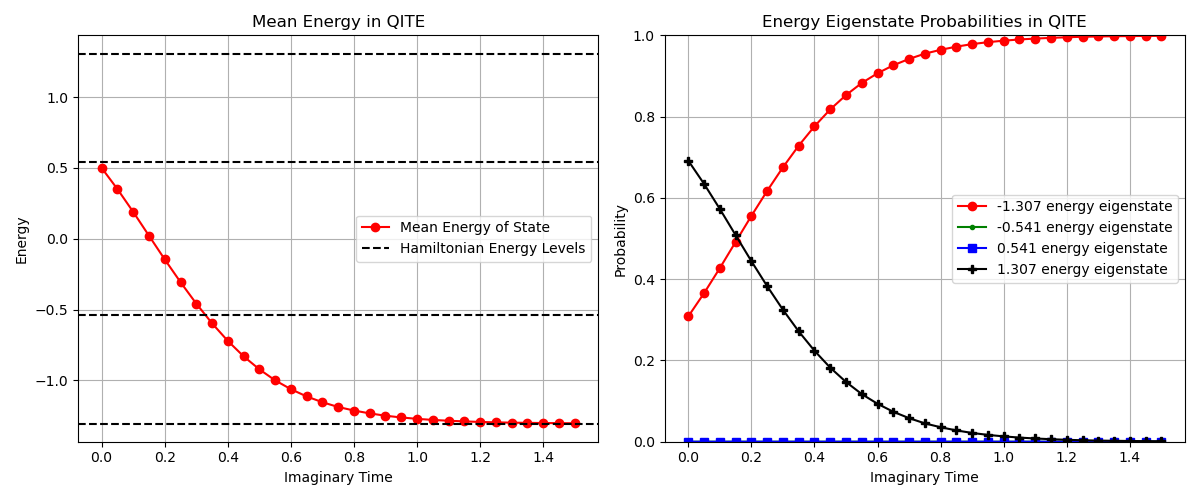 Mean Energy in QITE
Energy
1.0
0.5
0.0
−0.5
−1.0
Mean Energy of State
Hamiltonian Energy Levels
0.0 0.2 0.4 0.6 0.8 1.0 1.2 1.4
Imaginary Time
Energy Eigenstate Probabilities in QITE
Probability
1.0
0.8
0.6
0.4
0.2
0.0
-1.307 energy eigenstate
-0.541 energy eigenstate
0.541 energy eigenstate
1.307 energy eigenstate
0.0 0.2 0.4 0.6 0.8 1.0 1.2 1.4
Imaginary Time